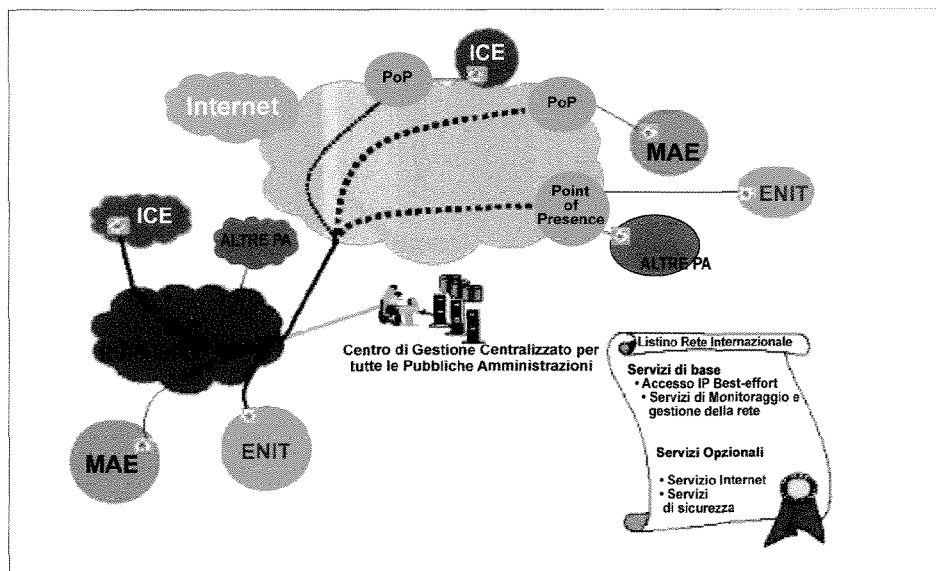 ICE
PoP
Internet
PoP
MAE
Point
of
Presence
ENIT
ICE
ALTRE PA
ALTRE PA
Centro di Gestione Centralizzato per
tutte le Pubbliche Amministrazioni
MAE
ENIT
Listino Rete Internazionale
Servizi di base
• Accesso IP Best-effort
• Servizi di Monitoraggio e
gestione della rete
Servizi Opzionali
• Servizio Internet
• Servizi
di sicurezza